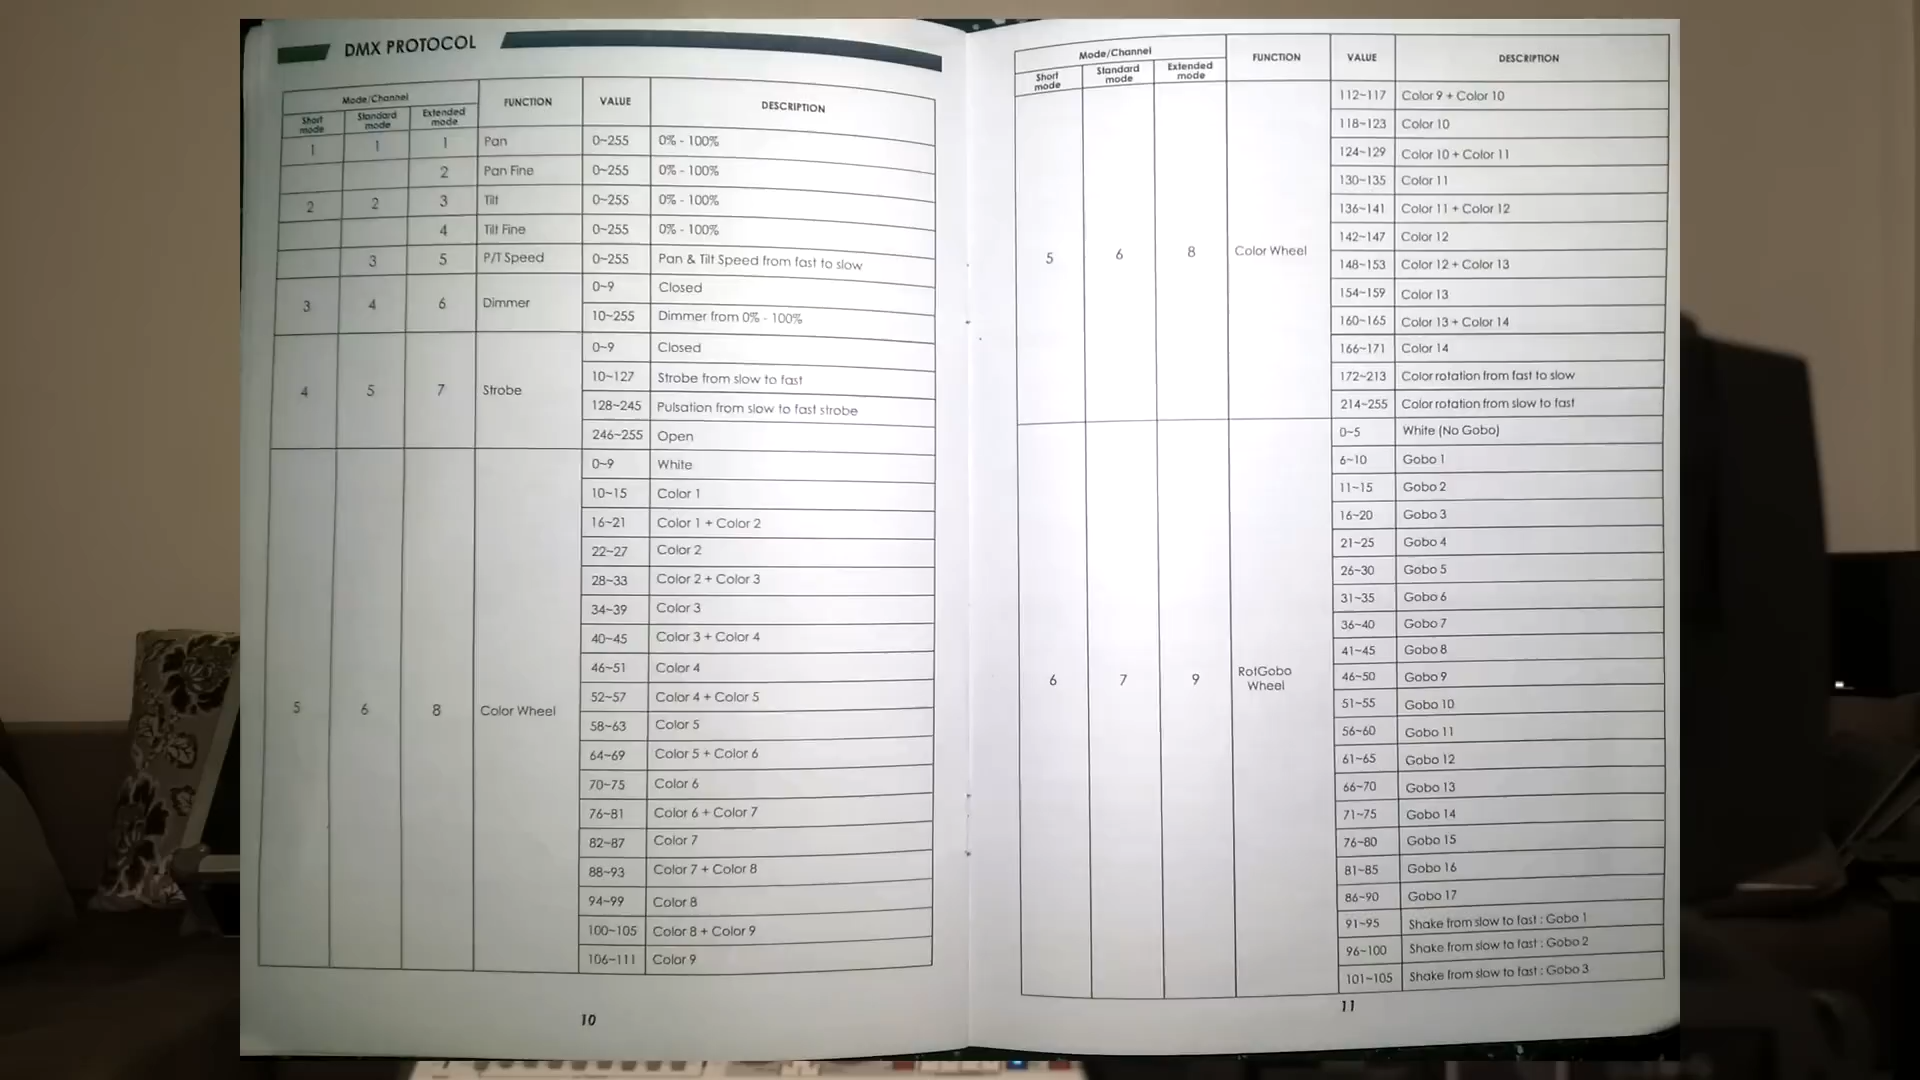 DMX PROTOCOL
Mode/Channel FUNCTION VALUE DESCRIPTION
Short mode Standard mode Extended mode
1 1 1 Pan 0~255 0% - 100%
2 Pan Fine 0~255 0% - 100%
2 2 3 Tilt 0~255 0% - 100%
4 Tilt Fine 0~255 0% - 100%
3 5 P/T Speed 0~255 Pan & Tilt Speed from fast to slow
3 4 6 Dimmer 0~9 Closed
10~255 Dimmer from 0% - 100%
4 5 7 Strobe 0~9 Closed
10~127 Strobe from slow to fast
128~245 Pulsation from slow to fast strobe
246~255 Open
5 6 8 Color Wheel 0~9 White
10~15 Color 1
16~21 Color 1 + Color 2
22~27 Color 2
28~33 Color 2 + Color 3
34~39 Color 3
40~45 Color 3 + Color 4
46~51 Color 4
52~57 Color 4 + Color 5
58~63 Color 5
64~69 Color 5 + Color 6
70~75 Color 6
76~81 Color 6 + Color 7
82~87 Color 7
88~93 Color 7 + Color 8
94~99 Color 8
100~105 Color 8 + Color 9
106~111 Color 9
10
Mode/Channel FUNCTION VALUE DESCRIPTION
Short mode Standard mode Extended mode
5 6 8 Color Wheel 112~117 Color 9 + Color 10
118~123 Color 10
124~129 Color 10 + Color 11
130~135 Color 11
136~141 Color 11 + Color 12
142~147 Color 12
148~153 Color 12 + Color 13
154~159 Color 13
160~165 Color 13 + Color 14
166~171 Color 14
172~213 Color rotation from fast to slow
214~255 Color rotation from slow to fast
6 7 9 RotGobo Wheel 0~5 White (No Gobo)
6~10 Gobo 1
11~15 Gobo 2
16~20 Gobo 3
21~25 Gobo 4
26~30 Gobo 5
31~35 Gobo 6
36~40 Gobo 7
41~45 Gobo 8
46~50 Gobo 9
51~55 Gobo 10
56~60 Gobo 11
61~65 Gobo 12
66~70 Gobo 13
71~75 Gobo 14
76~80 Gobo 15
81~85 Gobo 16
86~90 Gobo 17
91~95 Shake from slow to fast : Gobo 1
96~100 Shake from slow to fast : Gobo 2
101~105 Shake from slow to fast : Gobo 3
11